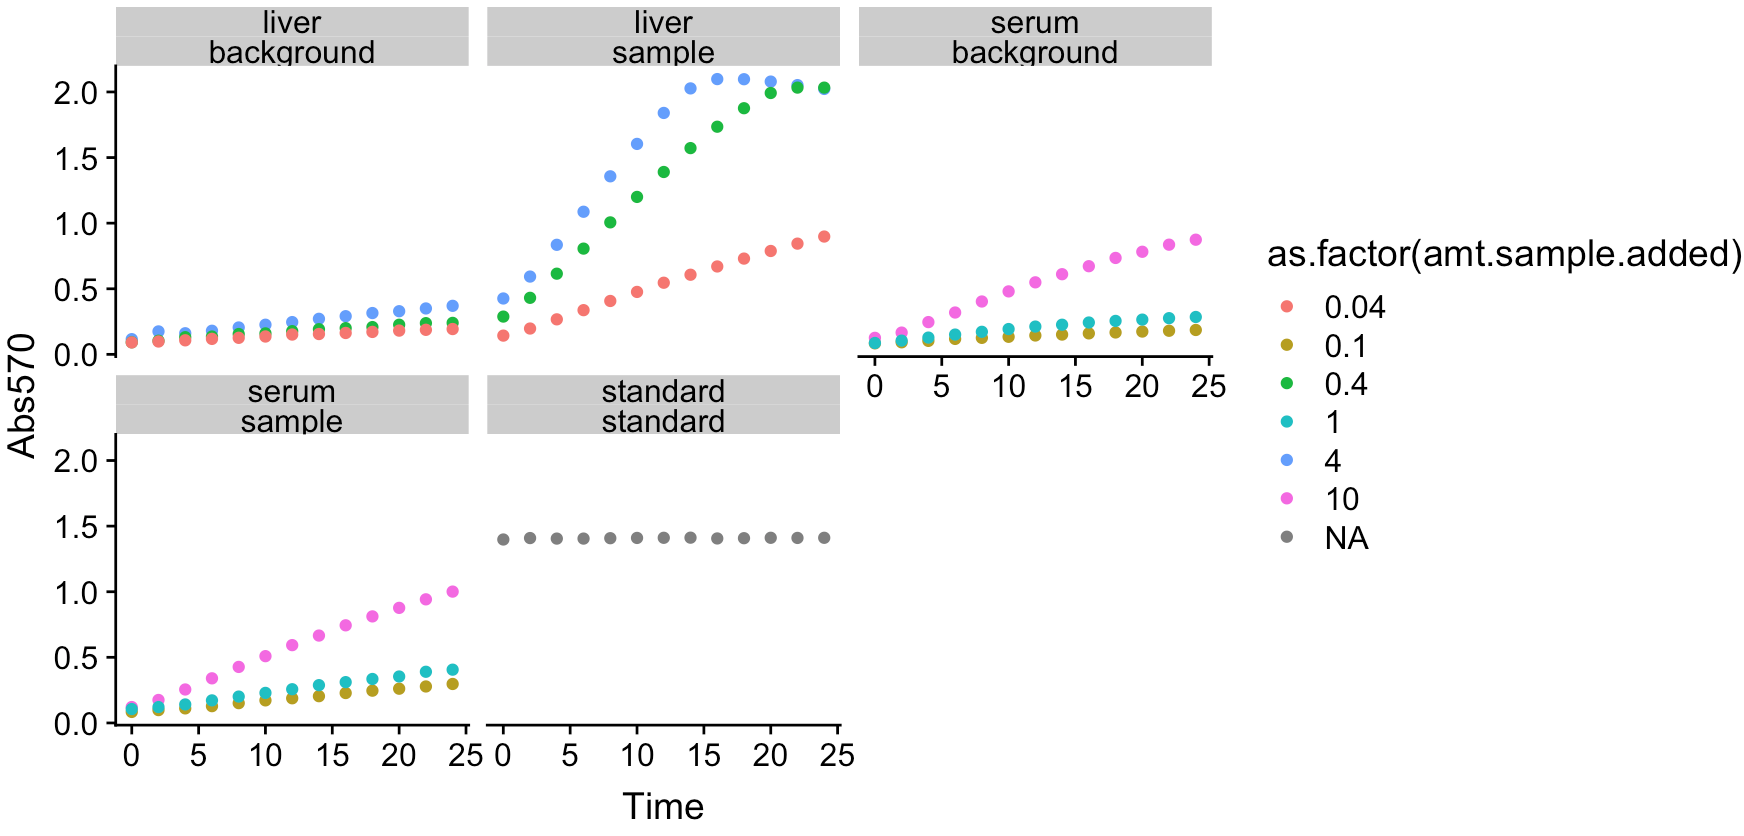 liver
background
liver
sample
serum
background
2.0
1.5
1.0
0.5
0.0
0 5 10 15 20 25
serum
sample
standard
standard
2.0
1.5
1.0
0.5
0.0
0 5 10 15 20 25
0 5 10 15 20 25
Time
Abs570
as.factor(amt.sample.added)
0.04
0.1
0.4
1
4
10
NA